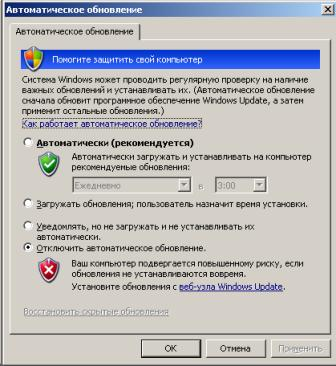 Автоматическое обновление
Автоматическое обновление
Помогите защитить свой компьютер
Система Windows может проводить регулярную проверку на наличие
важных обновлений и устанавливать их. (Автоматическое обновление
сначала обновит программное обеспечение Windows Update, а затем
применит остальные обновления.)
Как работает автоматическое обновление?
Автоматически (рекомендуется)
Автоматически загружать и устанавливать на компьютер
рекомендуемые обновления:
Ежедневно в 3:00
Загружать обновления; пользователь назначит время установки.
Уведомлять, но не загружать и не устанавливать их
автоматически.
Отключить автоматическое обновление.
Ваш компьютер подвергается повышенному риску, если
обновления не устанавливаются вовремя.
Установите обновления с веб-узла Windows Update.
Восстановить скрытые обновления
ОК Отмена Применить